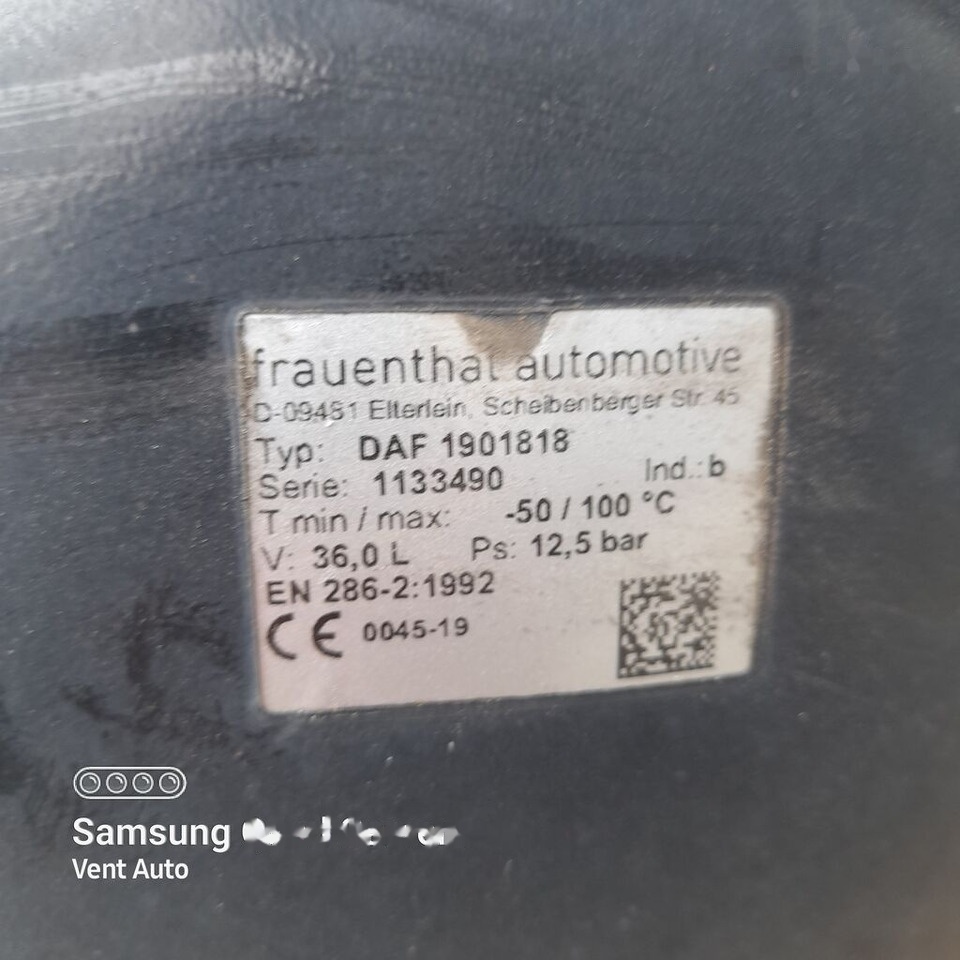 frauenthal automotive
D-09481 Elterlein, Scheibenberger Str. 45
Typ: DAF 1901818
Serie: 1133490 Ind.: b
T min / max: -50 / 100 °C
V: 36,0 L Ps: 12,5 bar
EN 286-2:1992
CE 0045-19
Samsung
Vent Auto